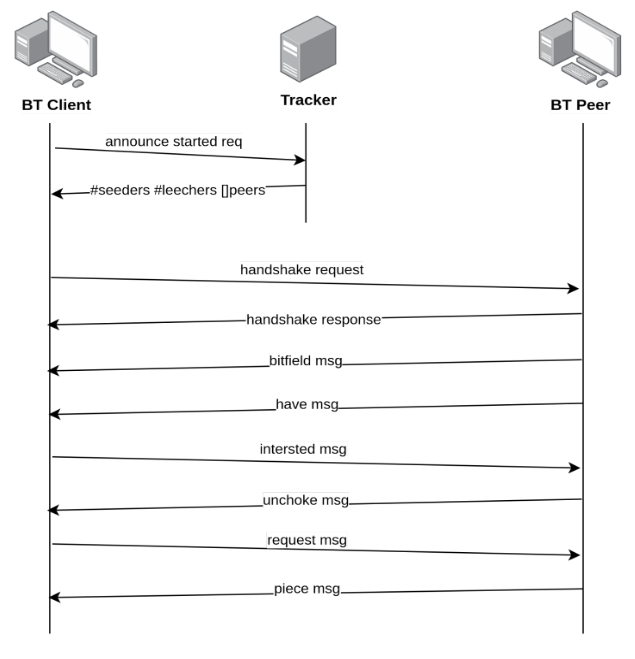 BT Client
Tracker
BT Peer
announce started req
#seeders #leechers []peers
handshake request
handshake response
bitfield msg
have msg
intersted msg
unchoke msg
request msg
piece msg